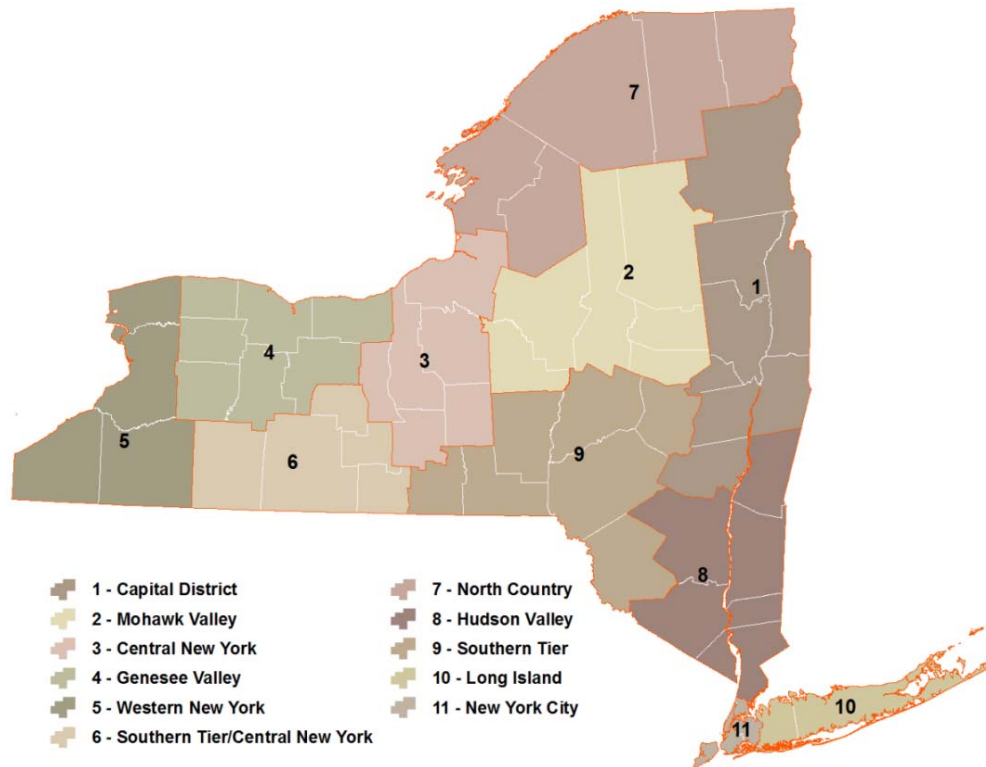 7
2
1
4
3
5
6
9
8
10
11
1 - Capital District
2 - Mohawk Valley
3 - Central New York
4 - Genesee Valley
5 - Western New York
6 - Southern Tier/Central New York
7 - North Country
8 - Hudson Valley
9 - Southern Tier
10 - Long Island
11 - New York City